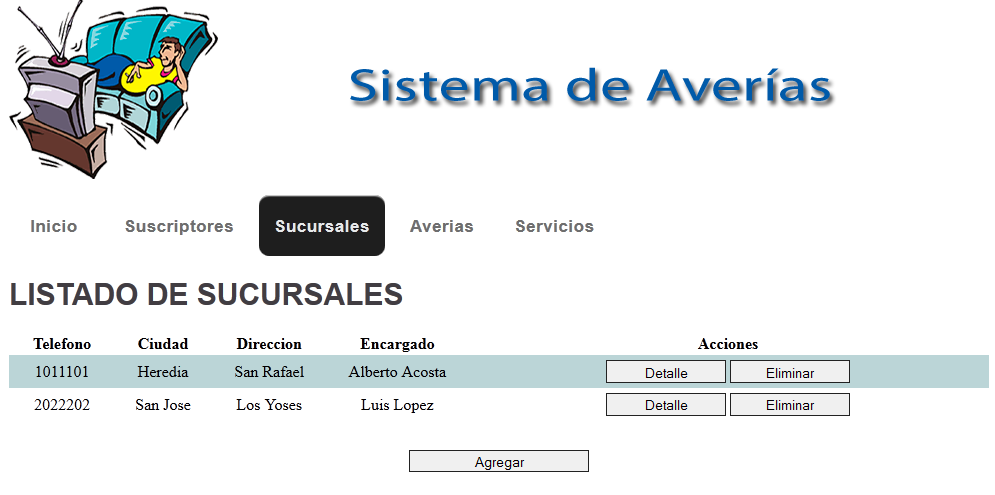 Sistema de Averías
Inicio Suscriptores Sucursales Averias Servicios
LISTADO DE SUCURSALES
Telefono Ciudad Direccion Encargado Acciones
1011101 Heredia San Rafael Alberto Acosta Detalle Eliminar
2022202 San Jose Los Yoses Luis Lopez Detalle Eliminar
Agregar